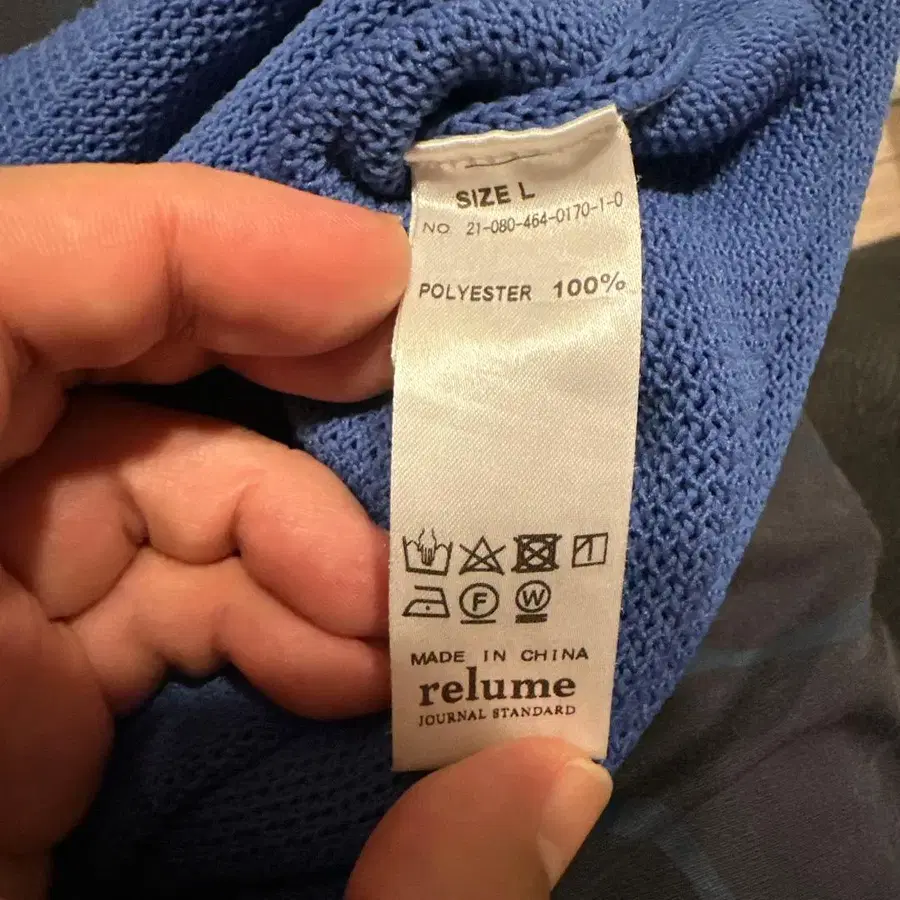 SIZE L
NO. 21-080-464-0170-1-0
POLYESTER 100%
F W
MADE IN CHINA
relume
JOURNAL STANDARD